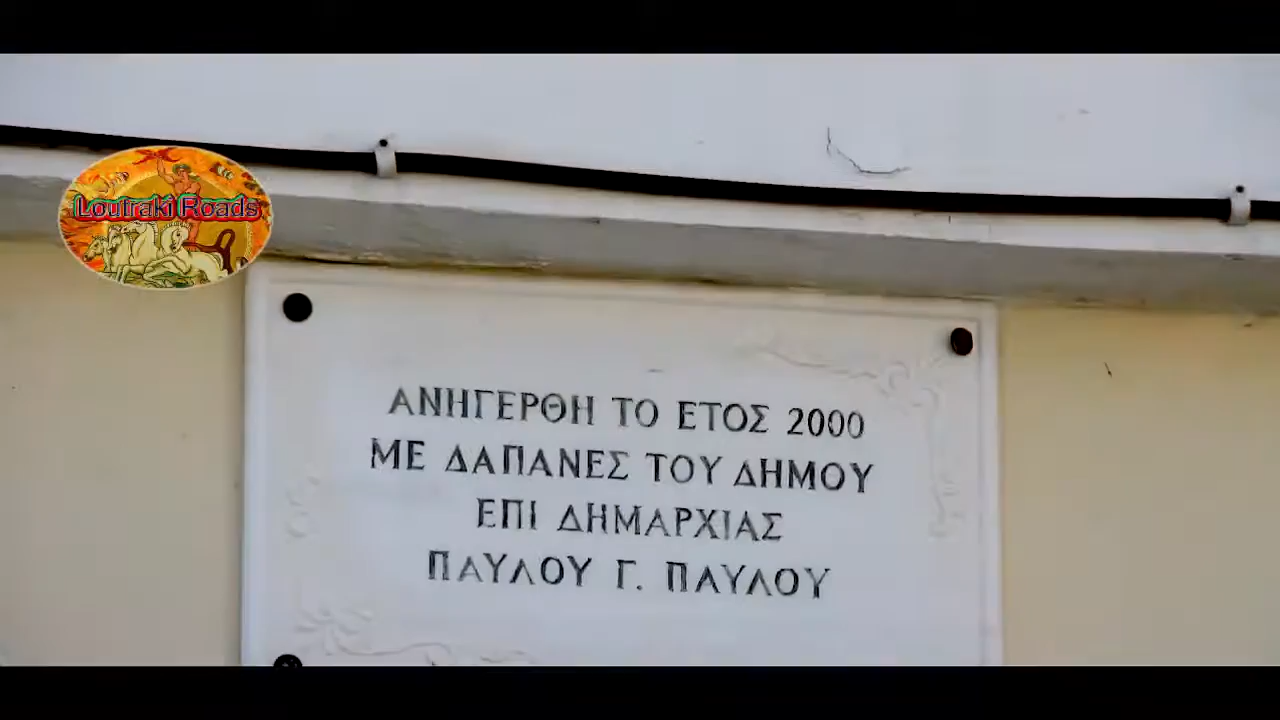 Loutraki Roads
ΑΝΗΓΕΡΘΗ ΤΟ ΕΤΟΣ 2000
ΜΕ ΔΑΠΑΝΕΣ ΤΟΥ ΔΗΜΟΥ
ΕΠΙ ΔΗΜΑΡΧΙΑΣ
ΠΑΥΛΟΥ Γ. ΠΑΥΛΟΥ